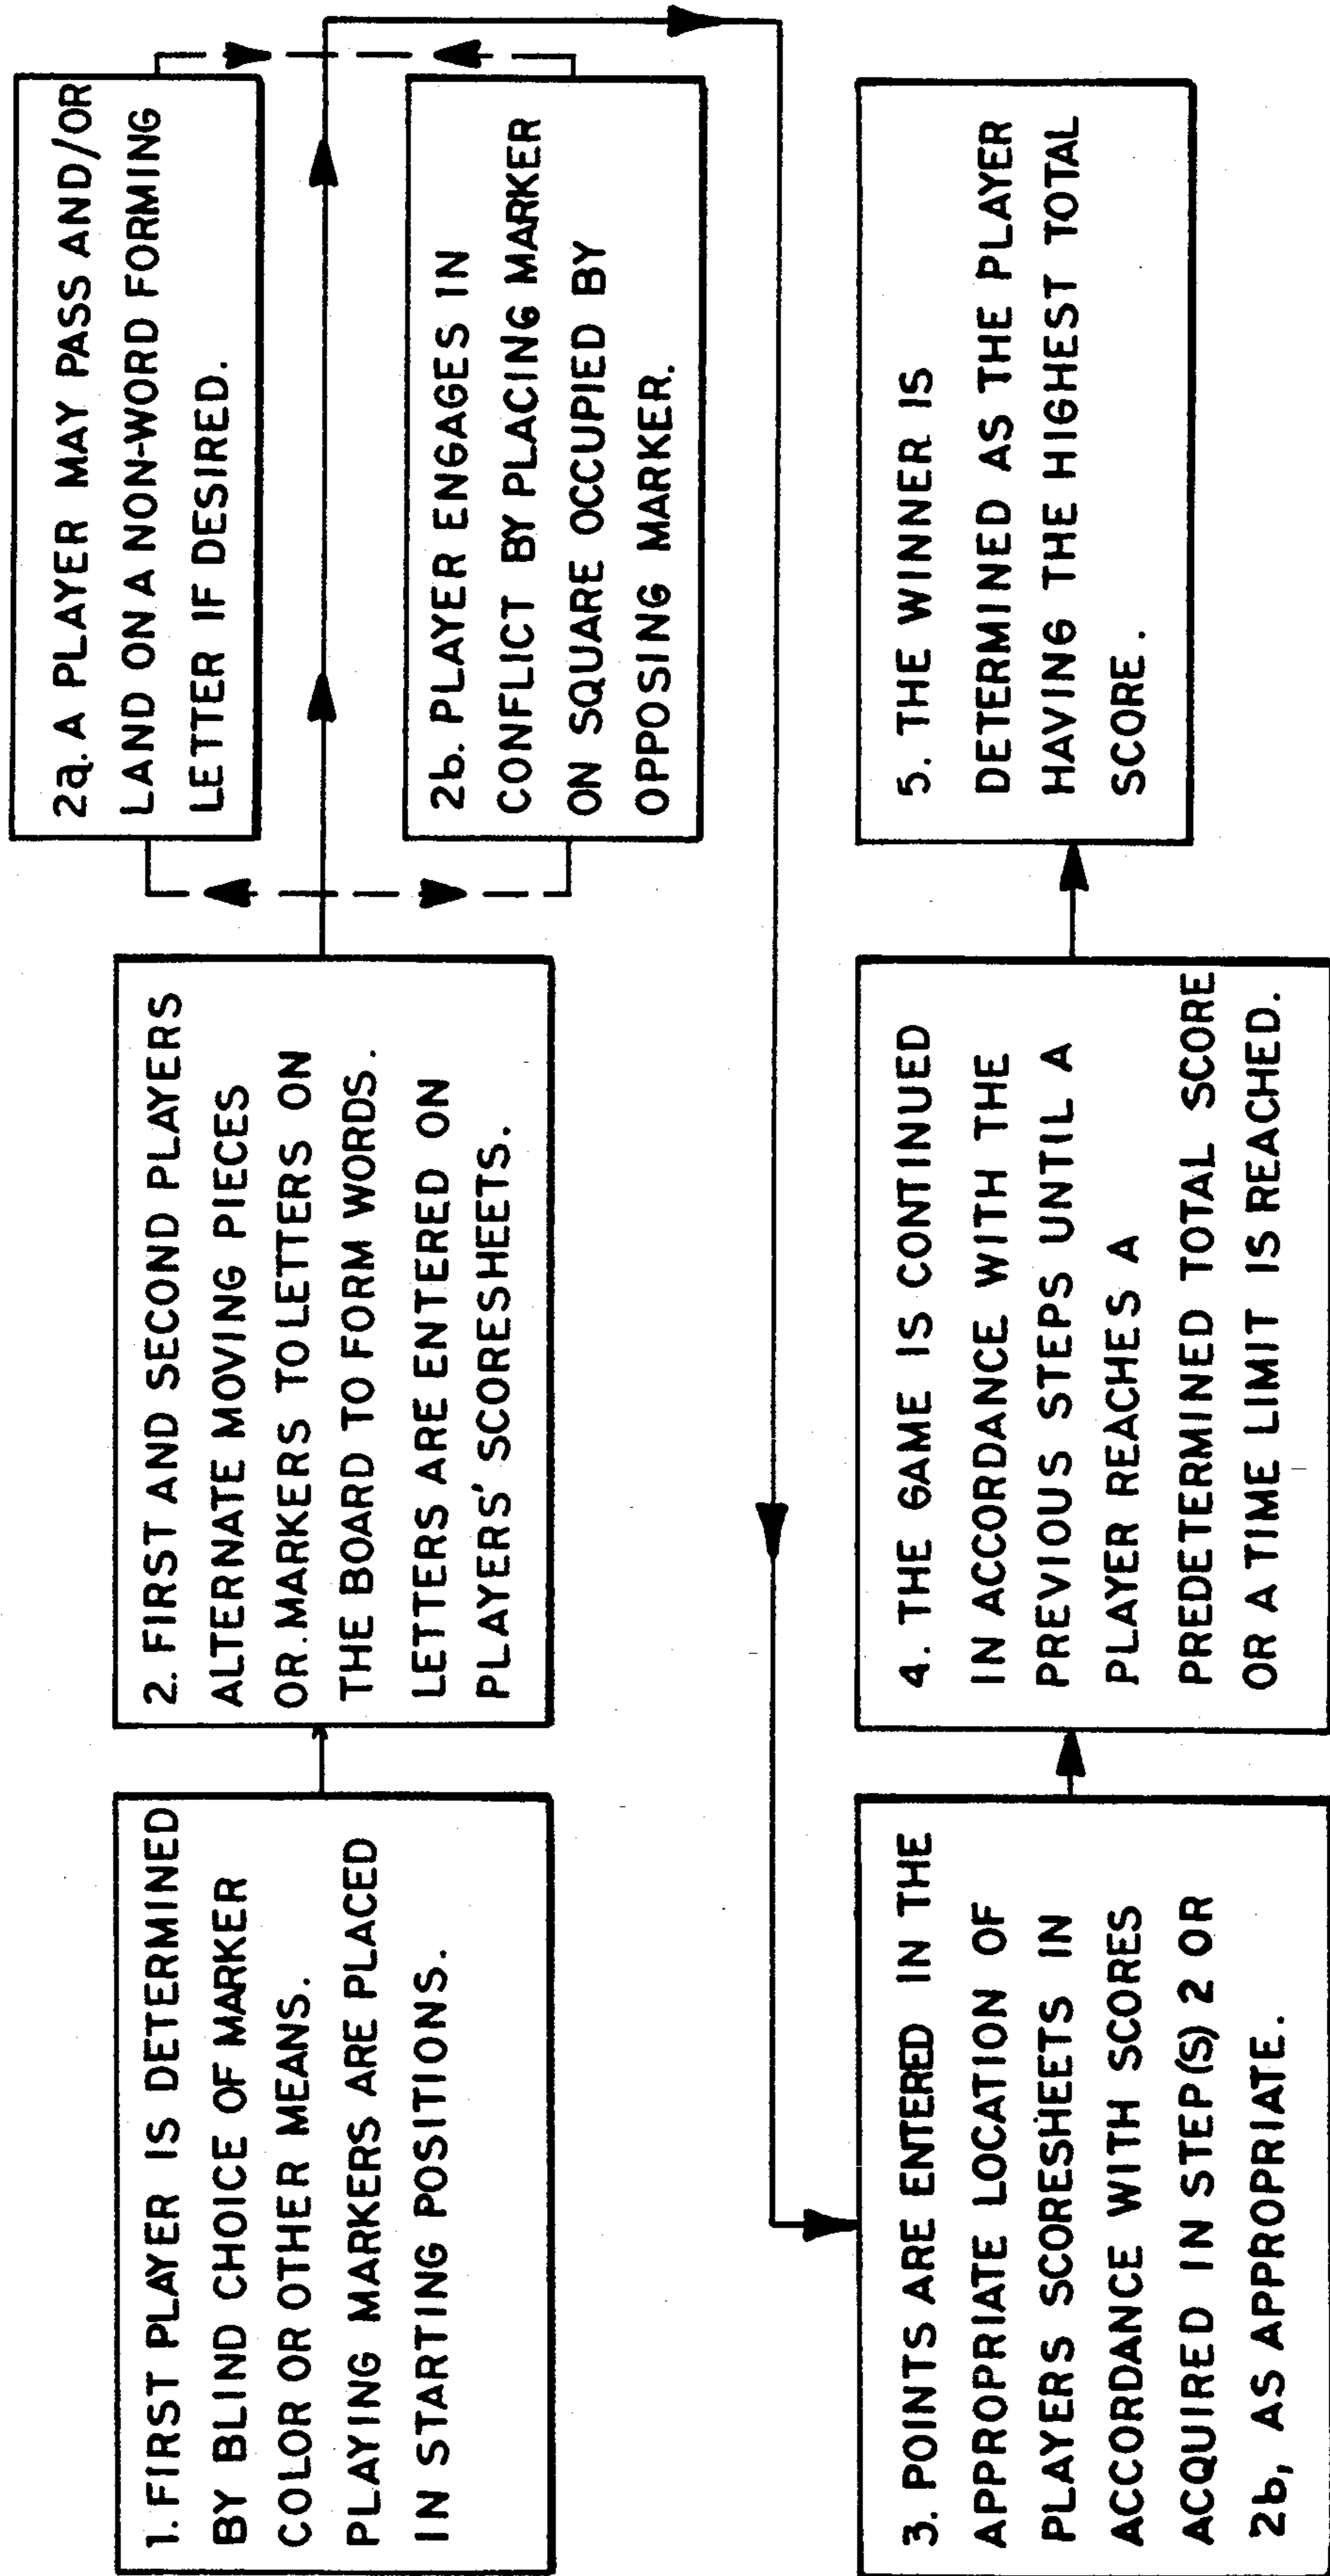 1. FIRST PLAYER IS DETERMINED
BY BLIND CHOICE OF MARKER
COLOR OR OTHER MEANS.
PLAYING MARKERS ARE PLACED
IN STARTING POSITIONS.
2. FIRST AND SECOND PLAYERS
ALTERNATE MOVING PIECES
OR MARKERS TO LETTERS ON
THE BOARD TO FORM WORDS.
LETTERS ARE ENTERED ON
PLAYERS' SCORESHEETS.
2a. A PLAYER MAY PASS AND/OR
LAND ON A NON-WORD FORMING
LETTER IF DESIRED.
2b. PLAYER ENGAGES IN
CONFLICT BY PLACING MARKER
ON SQUARE OCCUPIED BY
OPPOSING MARKER.
3. POINTS ARE ENTERED IN THE
APPROPRIATE LOCATION OF
PLAYERS SCORESHEETS IN
ACCORDANCE WITH SCORES
ACQUIRED IN STEP(S) 2 OR
2b, AS APPROPRIATE.
4. THE GAME IS CONTINUED
IN ACCORDANCE WITH THE
PREVIOUS STEPS UNTIL A
PLAYER REACHES A
PREDETERMINED TOTAL SCORE
OR A TIME LIMIT IS REACHED.
5. THE WINNER IS
DETERMINED AS THE PLAYER
HAVING THE HIGHEST TOTAL
SCORE.